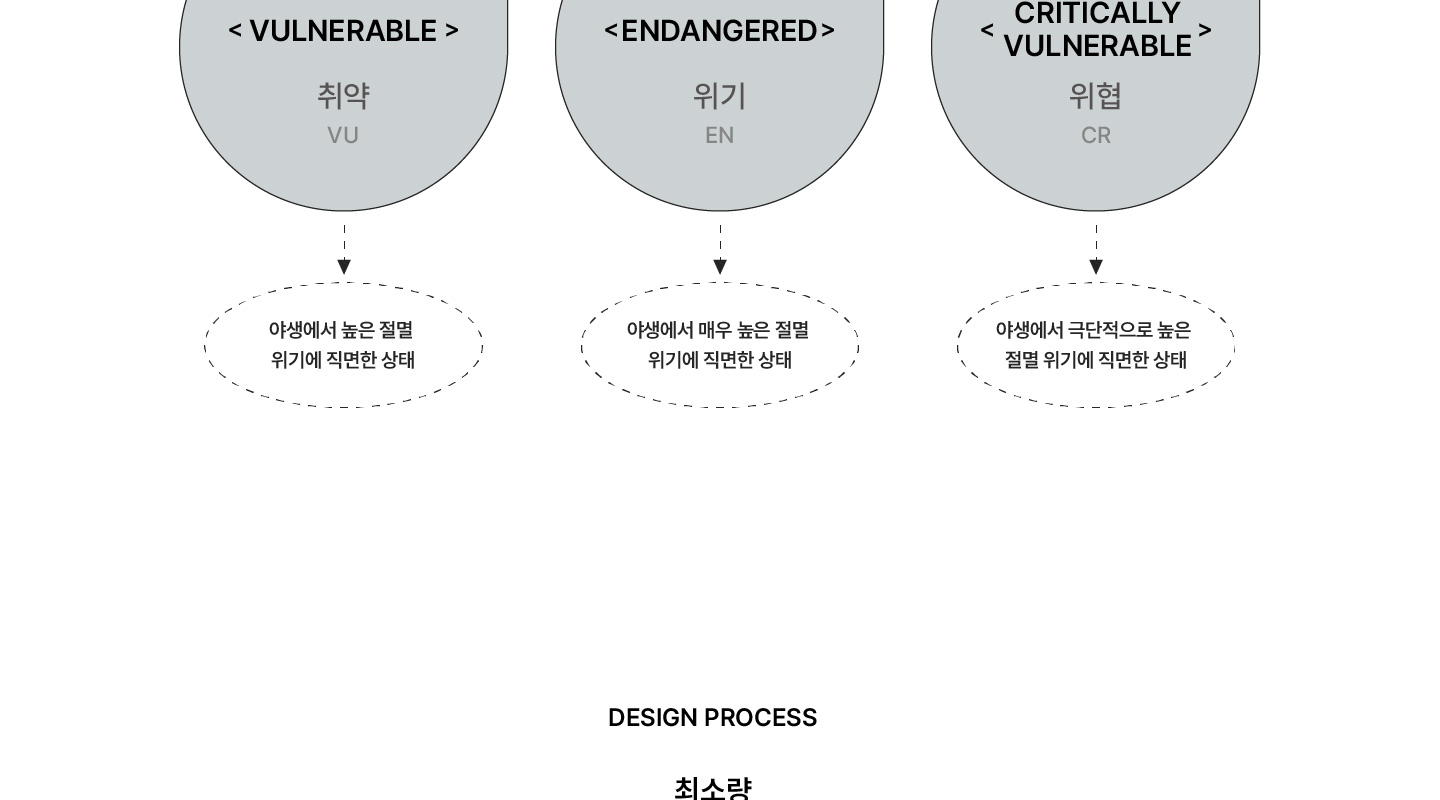 < VULNERABLE >
취약
VU
야생에서 높은 절멸
위기에 직면한 상태
<ENDANGERED>
위기
EN
야생에서 매우 높은 절멸
위기에 직면한 상태
< CRITICALLY
VULNERABLE >
위협
CR
야생에서 극단적으로 높은
절멸 위기에 직면한 상태
DESIGN PROCESS
최소량